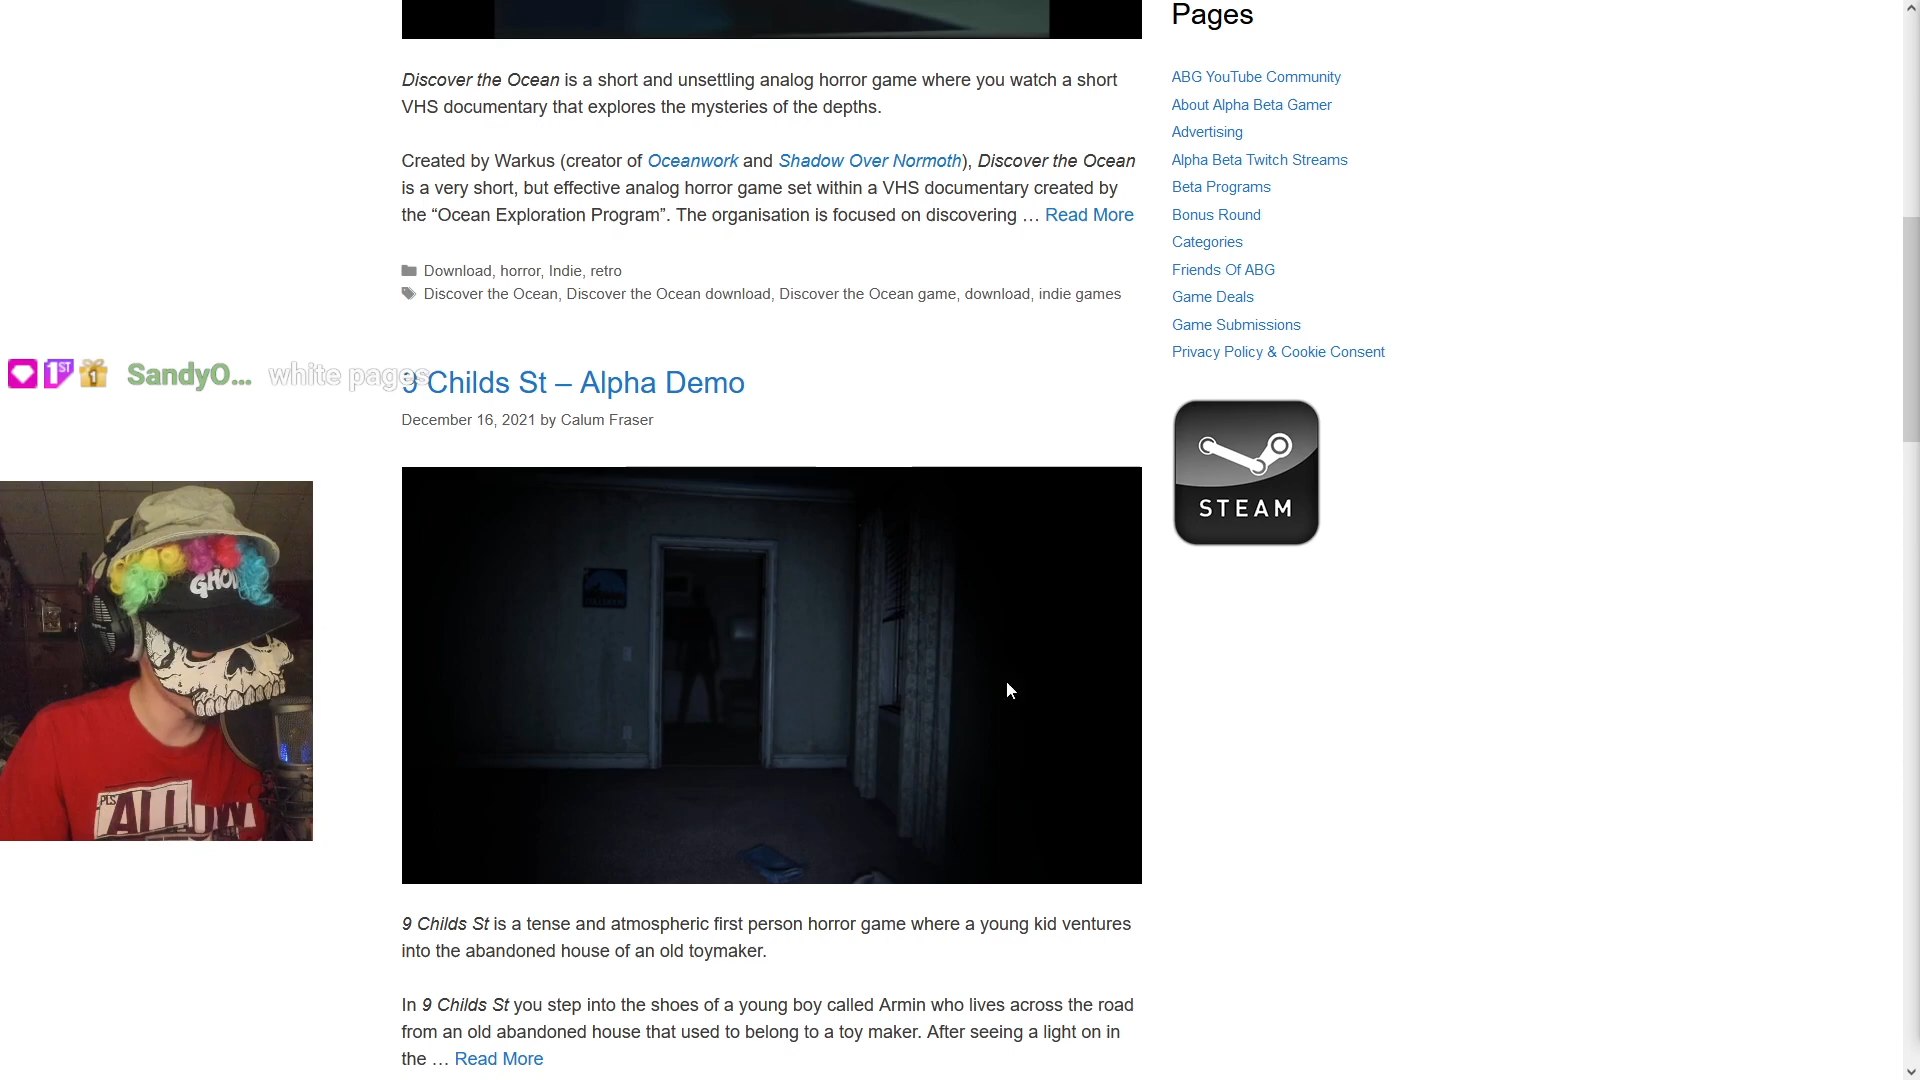 Pages
Discover the Ocean is a short and unsettling analog horror game where you watch a short
VHS documentary that explores the mysteries of the depths.
Created by Warkus (creator of Oceanwork and Shadow Over Normoth), Discover the Ocean
is a very short, but effective analog horror game set within a VHS documentary created by
the “Ocean Exploration Program”. The organisation is focused on discovering … Read More
Download, horror, Indie, retro
Discover the Ocean, Discover the Ocean download, Discover the Ocean game, download, indie games
ABG YouTube Community
About Alpha Beta Gamer
Advertising
Alpha Beta Twitch Streams
Beta Programs
Bonus Round
Categories
Friends Of ABG
Game Deals
Game Submissions
Privacy Policy & Cookie Consent
1ST
1
SandyO... white pages
9 Childs St – Alpha Demo
December 16, 2021 by Calum Fraser
STEAM
PLS
9 Childs St is a tense and atmospheric first person horror game where a young kid ventures
into the abandoned house of an old toymaker.
In 9 Childs St you step into the shoes of a young boy called Armin who lives across the road
from an old abandoned house that used to belong to a toy maker. After seeing a light on in
the … Read More